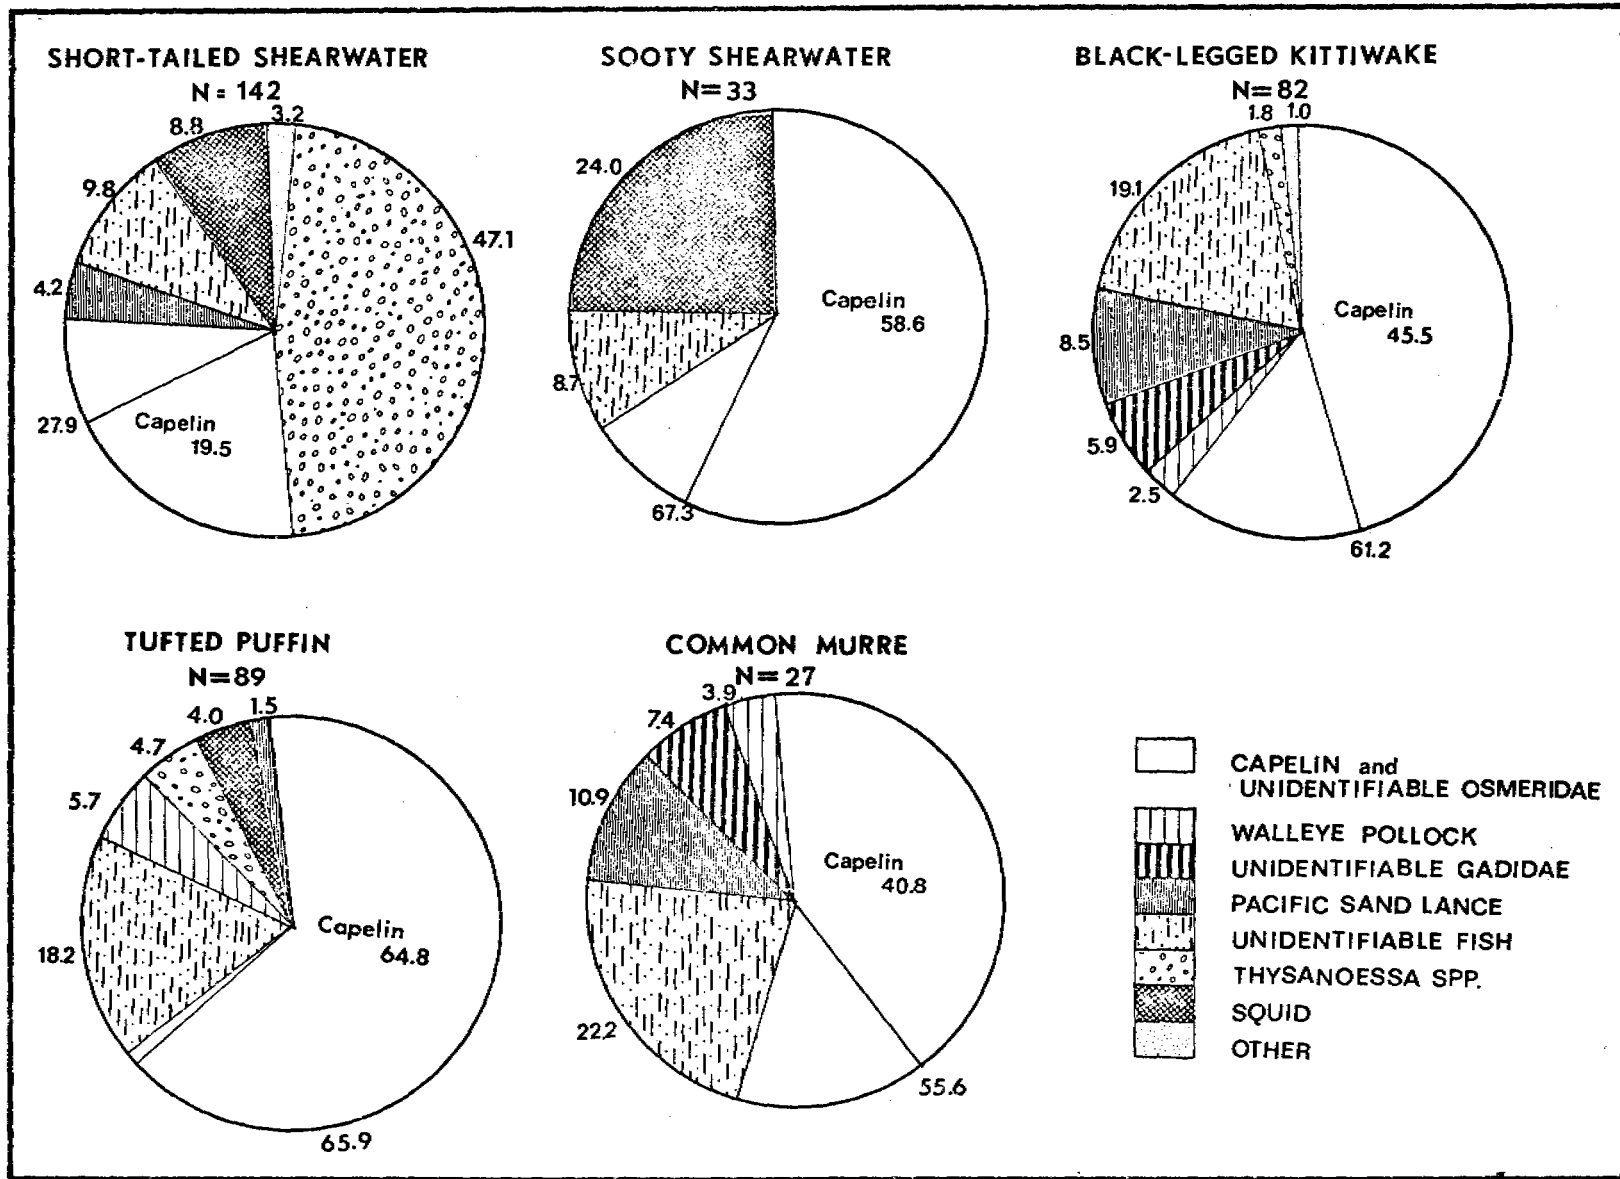 SHORT-TAILED SHEARWATER
N = 142
3.2
8.8
9.8
47.1
4.2
27.9
Capelin
19.5
SOOTY SHEARWATER
N=33
24.0
Capelin
58.6
8.7
67.3
BLACK-LEGGED KITTIWAKE
N=82
1.8 1.0
19.1
Capelin
45.5
8.5
5.9
2.5
61.2
TUFTED PUFFIN
N=89
1.5
4.0
4.7
5.7
Capelin
64.8
18.2
65.9
COMMON MURRE
N=27
3.9
7.4
10.9
Capelin
40.8
22.2
55.6
CAPELIN and
UNIDENTIFIABLE OSMERIDAE
WALLEYE POLLOCK
UNIDENTIFIABLE GADIDAE
PACIFIC SAND LANCE
UNIDENTIFIABLE FISH
THYSANOESSA SPP.
SQUID
OTHER